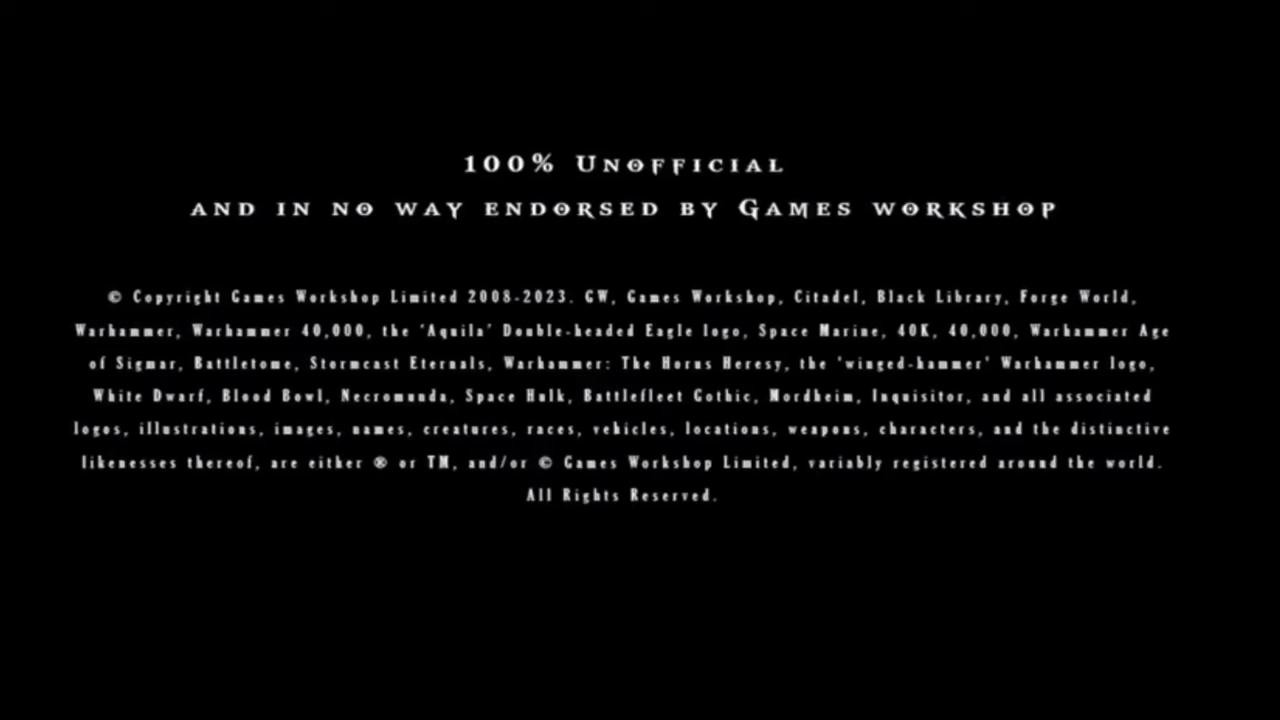 100% Unofficial
and in no way endorsed by Games workshop
© Copyright Games Workshop Limited 2008-2023. GW, Games Workshop, Citadel, Black Library, Forge World,
Warhammer, Warhammer 40,000, the ‘Aquila’ Double-headed Eagle logo, Space Marine, 40K, 40,000, Warhammer Age
of Sigmar, Battletome, Stormcast Eternals, Warhammer: The Horus Heresy, the 'winged-hammer' Warhammer logo,
White Dwarf, Blood Bowl, Necromunda, Space Hulk, Battlefleet Gothic, Mordheim, Inquisitor, and all associated
logos, illustrations, images, names, creatures, races, vehicles, locations, weapons, characters, and the distinctive
likenesses thereof, are either ® or TM, and/or © Games Workshop Limited, variably registered around the world.
All Rights Reserved.